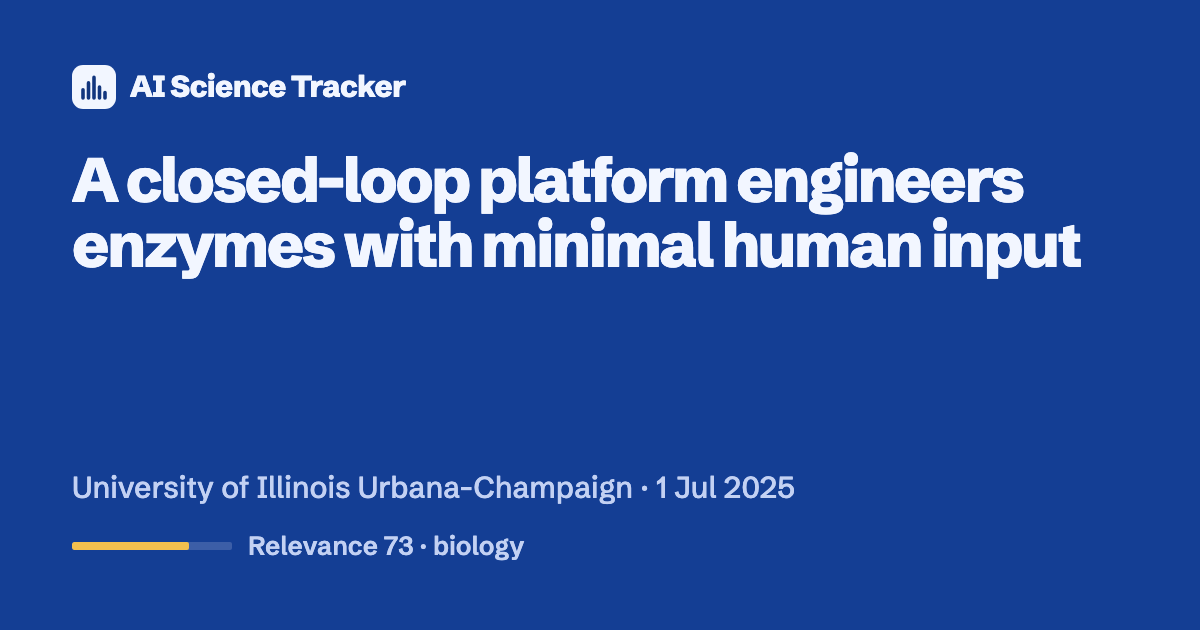 AI Science Tracker
A closed-loop platform engineers
enzymes with minimal human input
University of Illinois Urbana-Champaign · 1 Jul 2025
Relevance 73 · biology